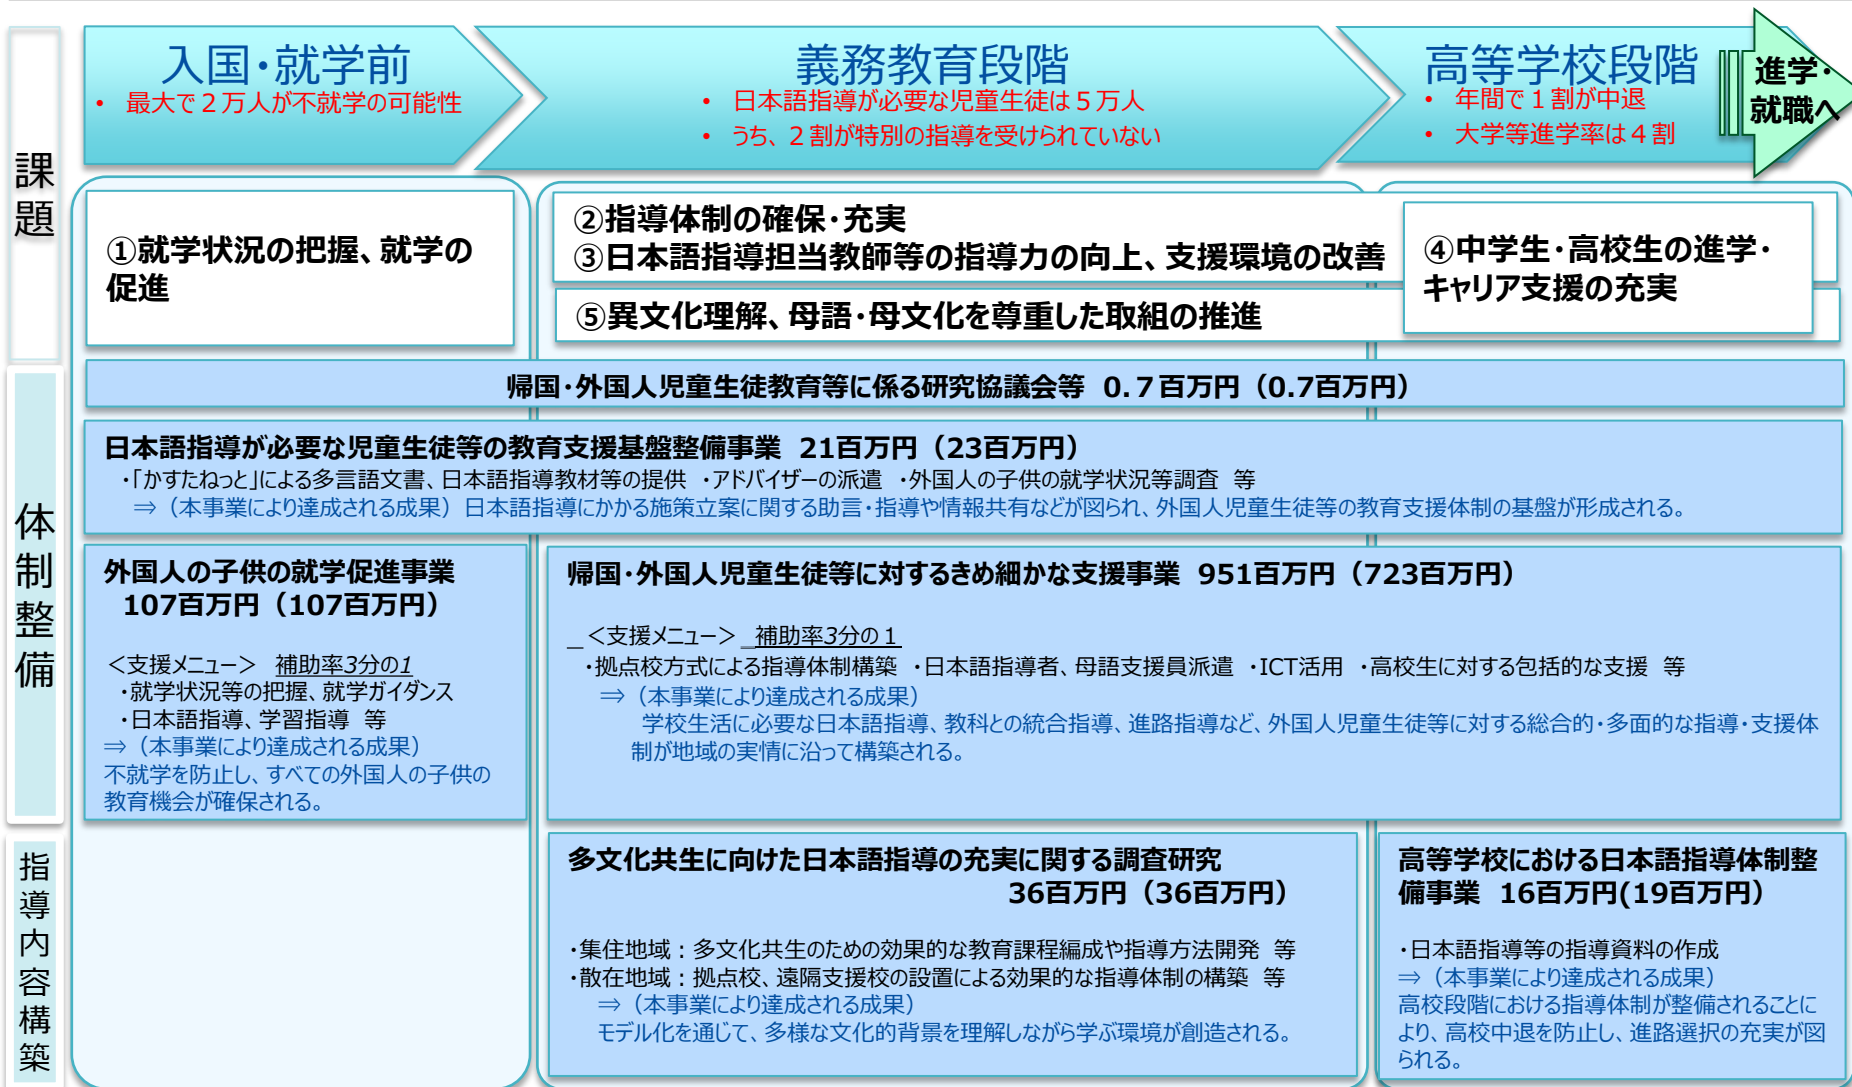 入国・就学前
• 最大で２万人が不就学の可能性
義務教育段階
• 日本語指導が必要な児童生徒は５万人
• うち、２割が特別の指導を受けられていない
高等学校段階
• 年間で１割が中退
• 大学等進学率は４割
進学・
就職へ
課題
①就学状況の把握、就学の
促進
②指導体制の確保・充実
③日本語指導担当教師等の指導力の向上、支援環境の改善
④中学生・高校生の進学・
キャリア支援の充実
⑤異文化理解、母語・母文化を尊重した取組の推進
体制整備
帰国・外国人児童生徒教育等に係る研究協議会等 0.７百万円（0.7百万円）
日本語指導が必要な児童生徒等の教育支援基盤整備事業 21百万円（23百万円）
・「かすたねっと」による多言語文書、日本語指導教材等の提供 ・アドバイザーの派遣 ・外国人の子供の就学状況等調査 等
⇒（本事業により達成される成果）日本語指導にかかる施策立案に関する助言・指導や情報共有などが図られ、外国人児童生徒等の教育支援体制の基盤が形成される。
外国人の子供の就学促進事業
107百万円（107百万円）
＜支援メニュー＞ 補助率3分の1
・就学状況等の把握、就学ガイダンス
・日本語指導、学習指導 等
⇒（本事業により達成される成果）
不就学を防止し、すべての外国人の子供の
教育機会が確保される。
帰国・外国人児童生徒等に対するきめ細かな支援事業 951百万円（723百万円）
＜支援メニュー＞ 補助率3分の１
・拠点校方式による指導体制構築 ・日本語指導者、母語支援員派遣 ・ICT活用 ・高校生に対する包括的な支援 等
⇒（本事業により達成される成果）
学校生活に必要な日本語指導、教科との統合指導、進路指導など、外国人児童生徒等に対する総合的・多面的な指導・支援体
制が地域の実情に沿って構築される。
指導内容構築
多文化共生に向けた日本語指導の充実に関する調査研究
36百万円（36百万円）
・集住地域：多文化共生のための効果的な教育課程編成や指導方法開発 等
・散在地域：拠点校、遠隔支援校の設置による効果的な指導体制の構築 等
⇒（本事業により達成される成果）
モデル化を通じて、多様な文化的背景を理解しながら学ぶ環境が創造される。
高等学校における日本語指導体制整
備事業 16百万円(19百万円）
・日本語指導等の指導資料の作成
⇒（本事業により達成される成果）
高校段階における指導体制が整備されることに
より、高校中退を防止し、進路選択の充実が図
られる。